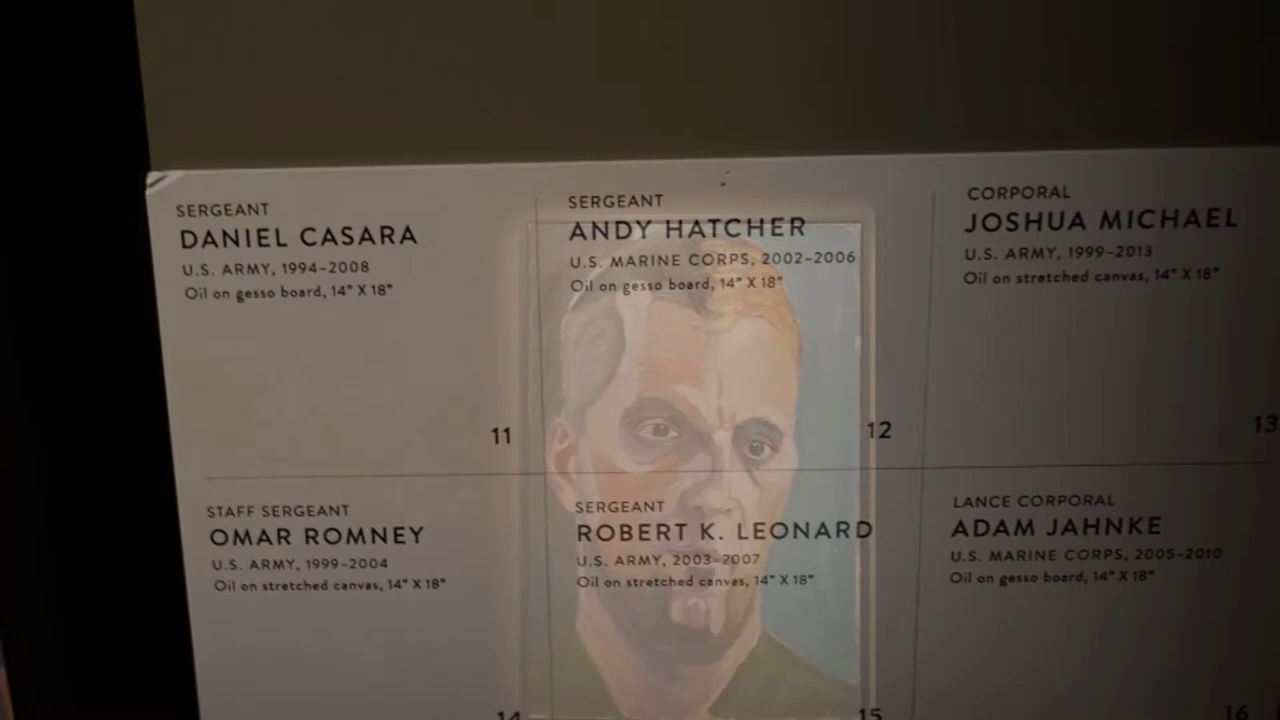 SERGEANT
DANIEL CASARA
U.S. ARMY, 1994–2008
Oil on gesso board, 14" X 18"
11
SERGEANT
ANDY HATCHER
U.S. MARINE CORPS, 2002–2006
Oil on gesso board, 14" X 18"
12
CORPORAL
JOSHUA MICHAEL
U.S. ARMY, 1999–2013
Oil on stretched canvas, 14" X 18"
13
STAFF SERGEANT
OMAR ROMNEY
U.S. ARMY, 1999–2004
Oil on stretched canvas, 14" X 18"
14
SERGEANT
ROBERT K. LEONARD
U.S. ARMY, 2003–2007
Oil on stretched canvas, 14" X 18"
15
LANCE CORPORAL
ADAM JAHNKE
U.S. MARINE CORPS, 2005–2010
Oil on gesso board, 14" X 18"
16